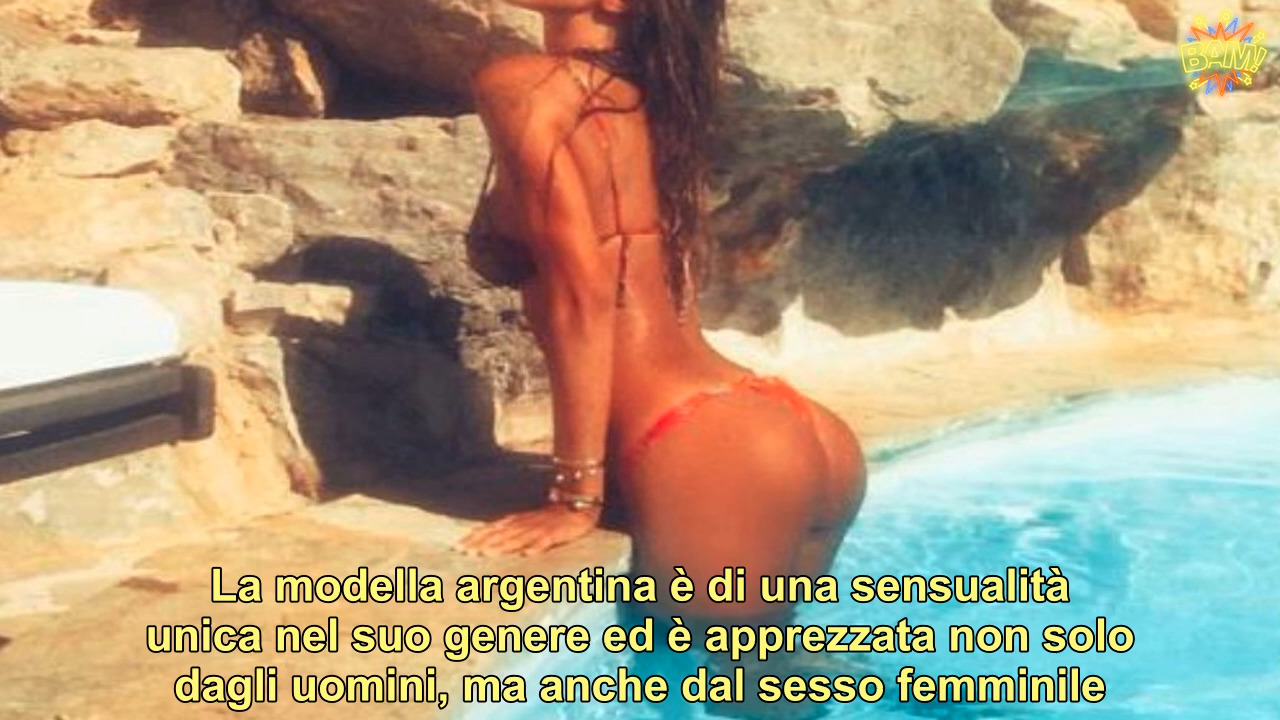 BAM!
La modella argentina è di una sensualità
unica nel suo genere ed è apprezzata non solo
dagli uomini, ma anche dal sesso femminile